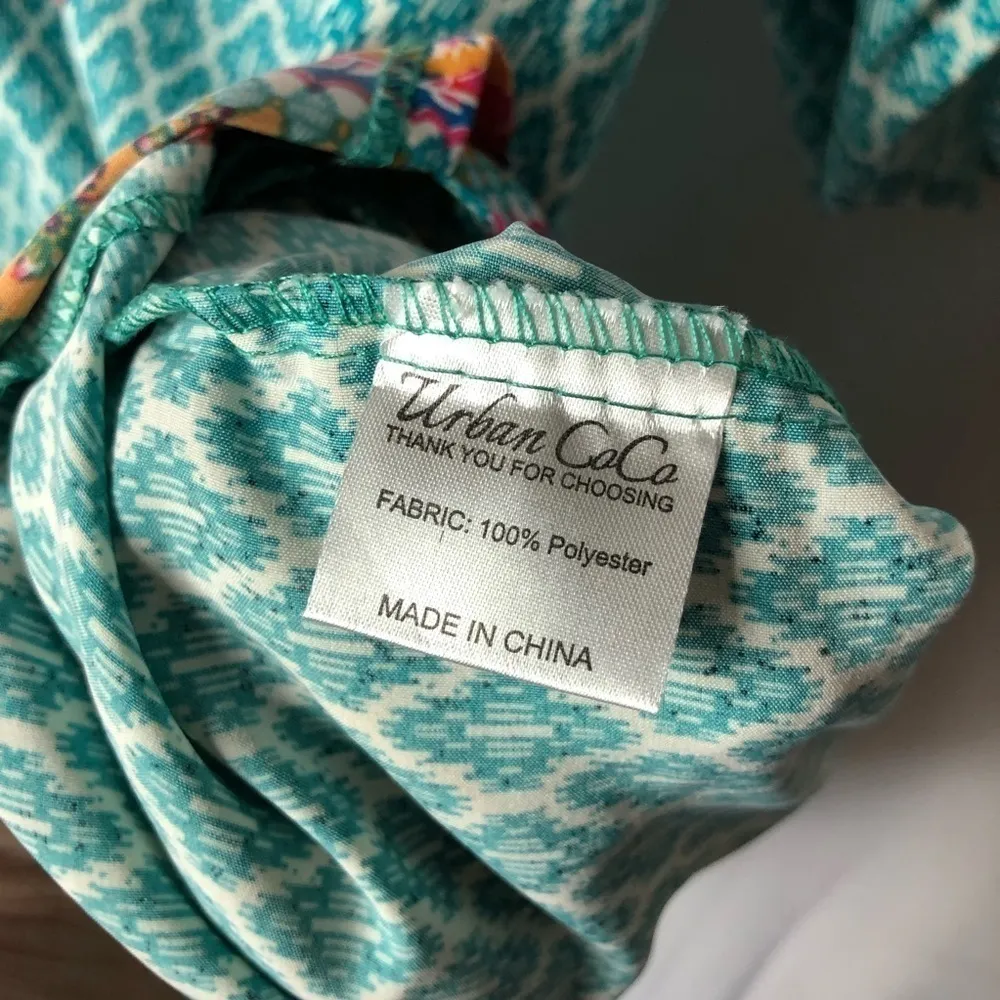 Urban CoCo
THANK YOU FOR CHOOSING
FABRIC: 100% Polyester
MADE IN CHINA